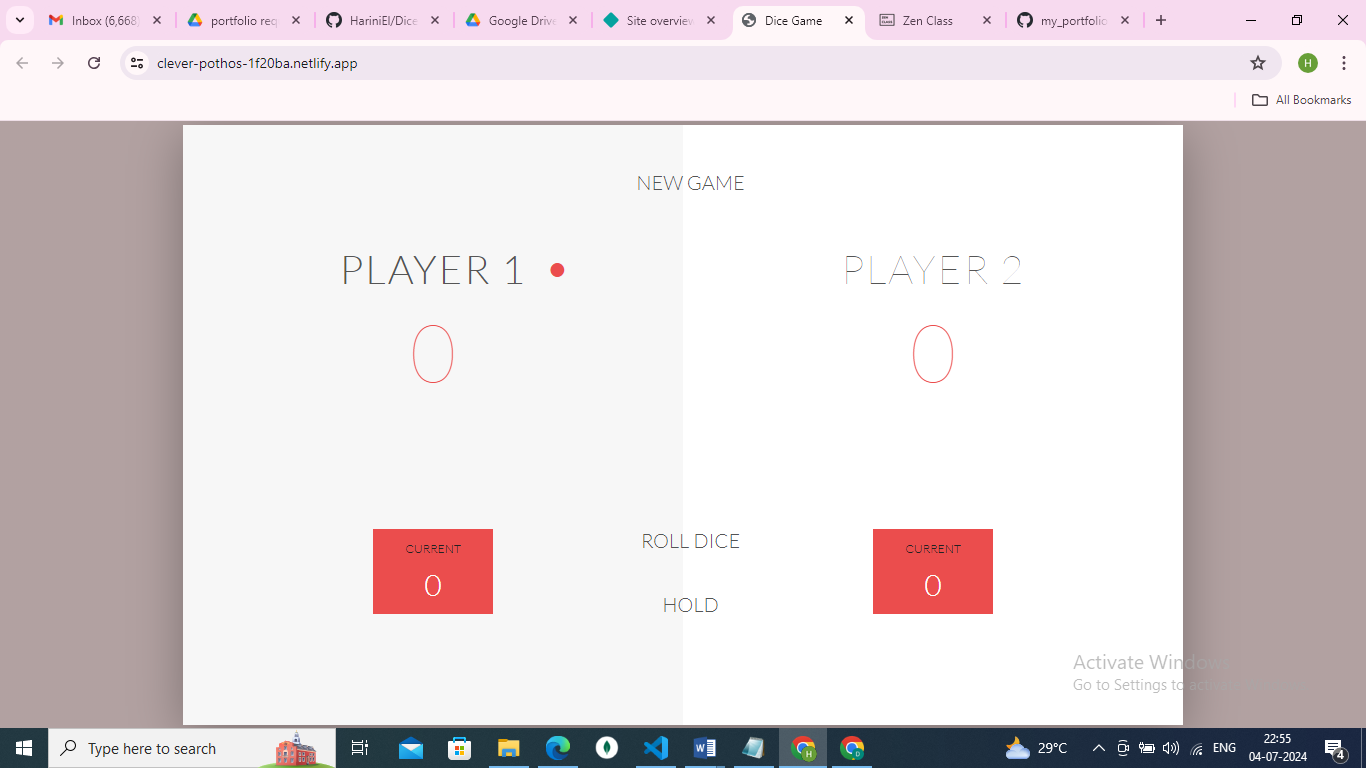 Inbox (6,668)
portfolio req
HariniEI/Dice
Google Drive
Site overview
Dice Game
Zen Class
my_portfolio
clever-pothos-1f20ba.netlify.app
H
All Bookmarks
NEW GAME
PLAYER 1
PLAYER 2
0
0
CURRENT
0
ROLL DICE
HOLD
CURRENT
0
Activate Windows
Go to Settings to
Type here to search
29°C
ENG
22:55
04-07-2024
4